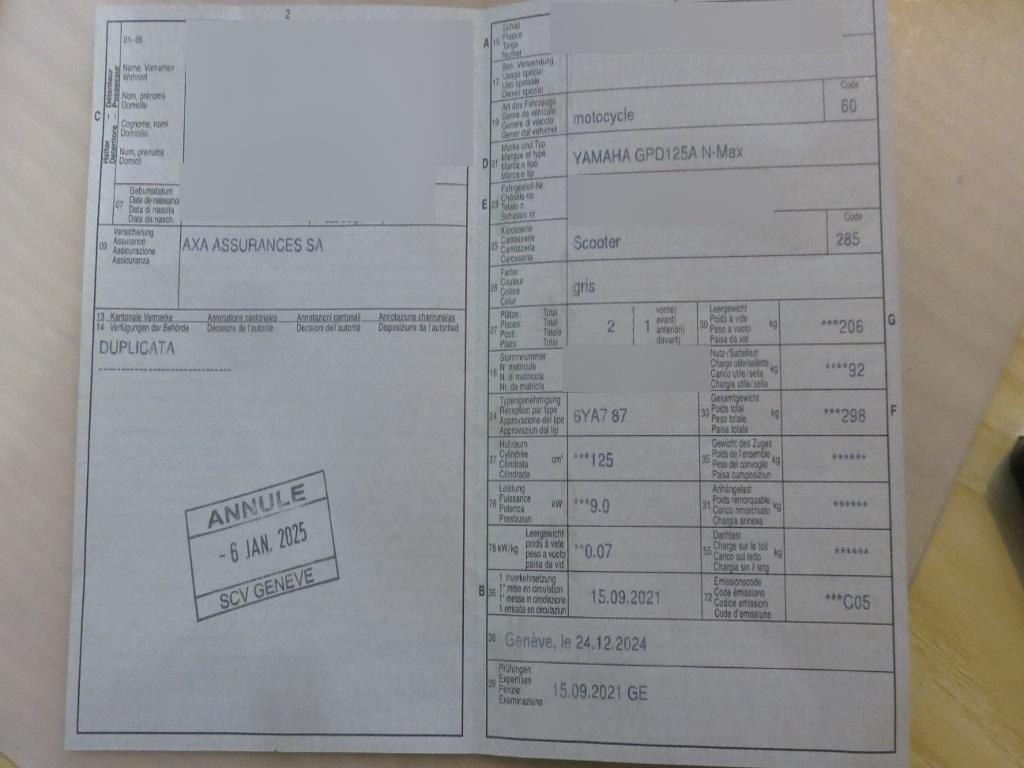 2
01-06
C
Halter
Détenteur
Detentore
Possessur
Name, Vornamen
Wohnort
Nom, prénoms
Domicile
Cognome, nomi
Domicilio
Num, prenums
Domicil
07
Geburtsdatum
Date de naissance
Data di nascita
Data da nasch.
09
Versicherung
Assurance
Assicurazione
Assicuranza
AXA ASSURANCES SA
13 Kantonale Vermerke Annotations cantonales Annotazioni cantonali Annotaziuns chantunalas
14 Verfügungen der Behörde Décisions de l'autorité Decisioni dell'autorità Disposiziuns da l'autoritad
DUPLICATA
ANNULE
- 6 JAN. 2025
SCV GENEVE
A 15
Schild
Plaque
Targa
Numer
17
Bes. Verwendung
Usage spécial
Uso speciale
Diever spezial
19
Art des Fahrzeugs
Genre de véhicule
Genere di veicolo
Gener dal vehichel
motocycle
Code
60
D 21
Marke und Typ
Marque et type
Marca e tipo
Marca e tip
YAMAHA GPD125A N-Max
E 23
Fahrgestell-Nr.
Châssis no
Telaio n.
Schassis nr.
25
Karosserie
Carrosserie
Carrozzeria
Carossaria
Scooter
Code
285
26
Farbe
Couleur
Colore
Colur
gris
27
Plätze: Total
Places: Total
Posti: Totale
Plazs: Total
2
( vorne)
( 1 avant)
( anteriori)
( davant)
30
Leergewicht
Poids à vide
Peso a vuoto
Paisa da vid
kg
***206
G
18
Stammnummer
N° matricule
N. di matricola
Nr. da matricla
Nutz-/Sattellast
Charge utile/sellette
Carico utile/sella
Chargia utile/sella
kg
****92
24
Typengenehmigung
Réception par type
Approvazione del tipo
Approvaziun dal tip
6YA7 87
33
Gesamtgewicht
Poids total
Peso totale
Paisa totala
kg
***298
F
37
Hubraum
Cylindrée
Cilindrata
Cilindrada
cm³
***125
35
Gewicht des Zuges
Poids de l'ensemble
Peso del convoglio
Paisa cumposiziun
kg
******
76
Leistung
Puissance
Potenza
Prestaziun
kW
***9.0
31
Anhängelast
Poids remorquable
Carico rimorchiato
Chargia annexa
kg
******
78 kW/kg
Leergewicht
poids à vide
peso a vuoto
paisa da vid
**0.07
55
Dachlast
Charge sur le toit
Carico sul tetto
Chargia sin il tetg
kg
******
B 36
1. Inverkehrsetzung
1re mise en circulation
1a messa in circolazione
1. entrada en circulaziun
15.09.2021
72
Emissionscode
Code émissions
Codice emissioni
Code d'emissiuns
***C05
38
Genève, le 24.12.2024
39
Prüfungen
Expertises
Perizie
Examinaziuns
15.09.2021 GE